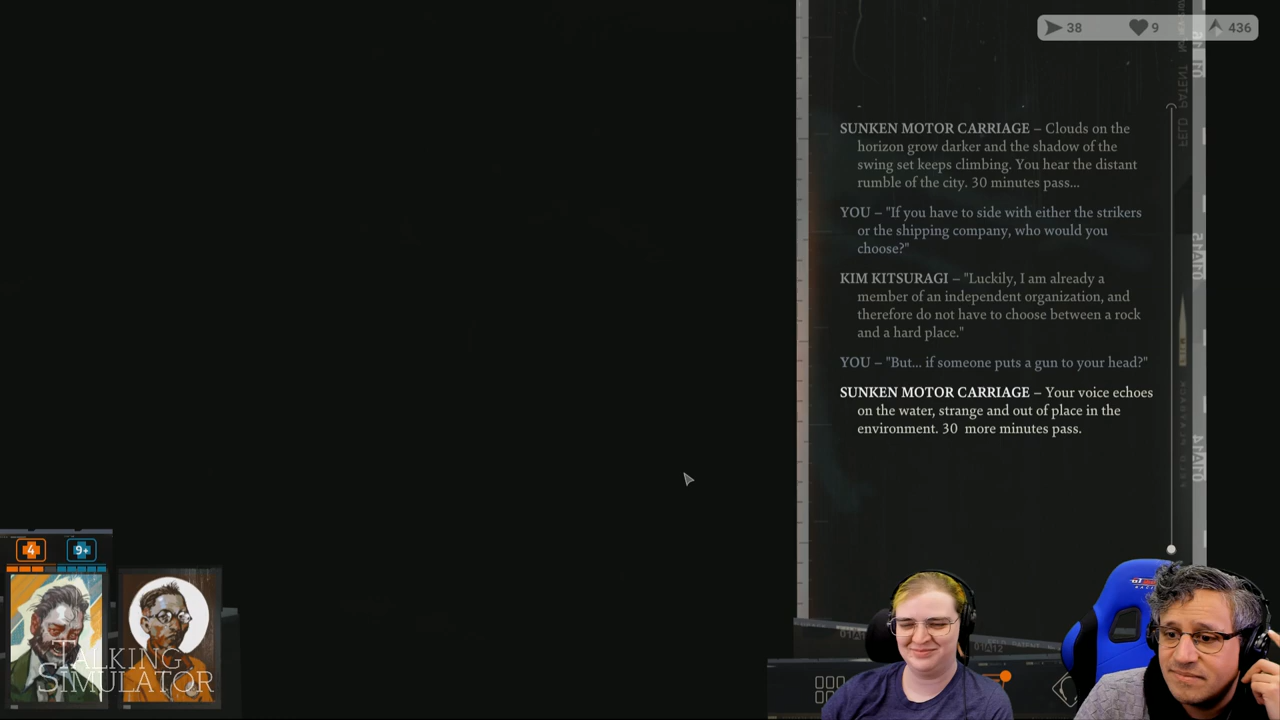 38 9 436
SUNKEN MOTOR CARRIAGE – Clouds on the
horizon grow darker and the shadow of the
swing set keeps climbing. You hear the distant
rumble of the city. 30 minutes pass...
YOU – "If you have to side with either the strikers
or the shipping company, who would you
choose?"
KIM KITSURAGI – "Luckily, I am already a
member of an independent organization, and
therefore do not have to choose between a rock
and a hard place."
YOU – "But... if someone puts a gun to your head?"
SUNKEN MOTOR CARRIAGE – Your voice echoes
on the water, strange and out of place in the
environment. 30 more minutes pass.
4 9+
TALKING
SIMULATOR